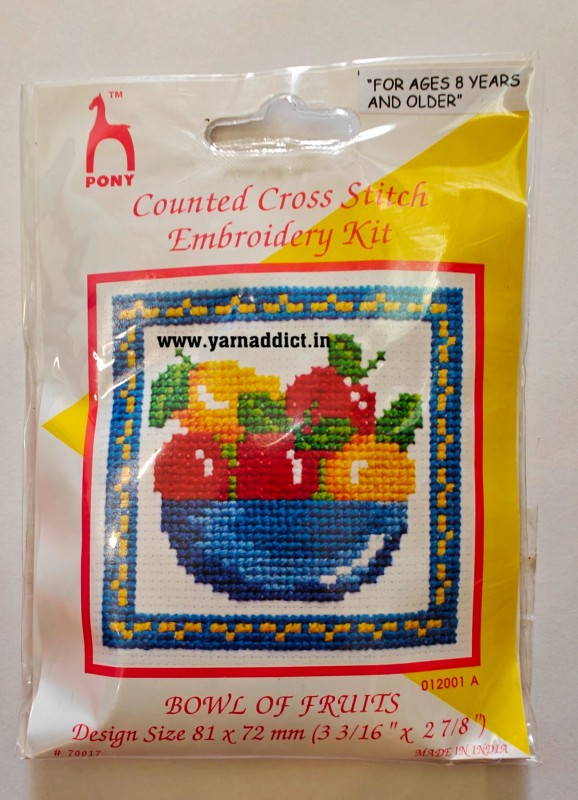 "FOR AGES 8 YEARS
AND OLDER"
TM
PONY
Counted Cross Stitch
Embroidery Kit
www.yarnaddict.in
012001 A
BOWL OF FRUITS
Design Size 81 x 72 mm (3 3/16 " x 2 7/8 ")
# 70017
MADE IN INDIA